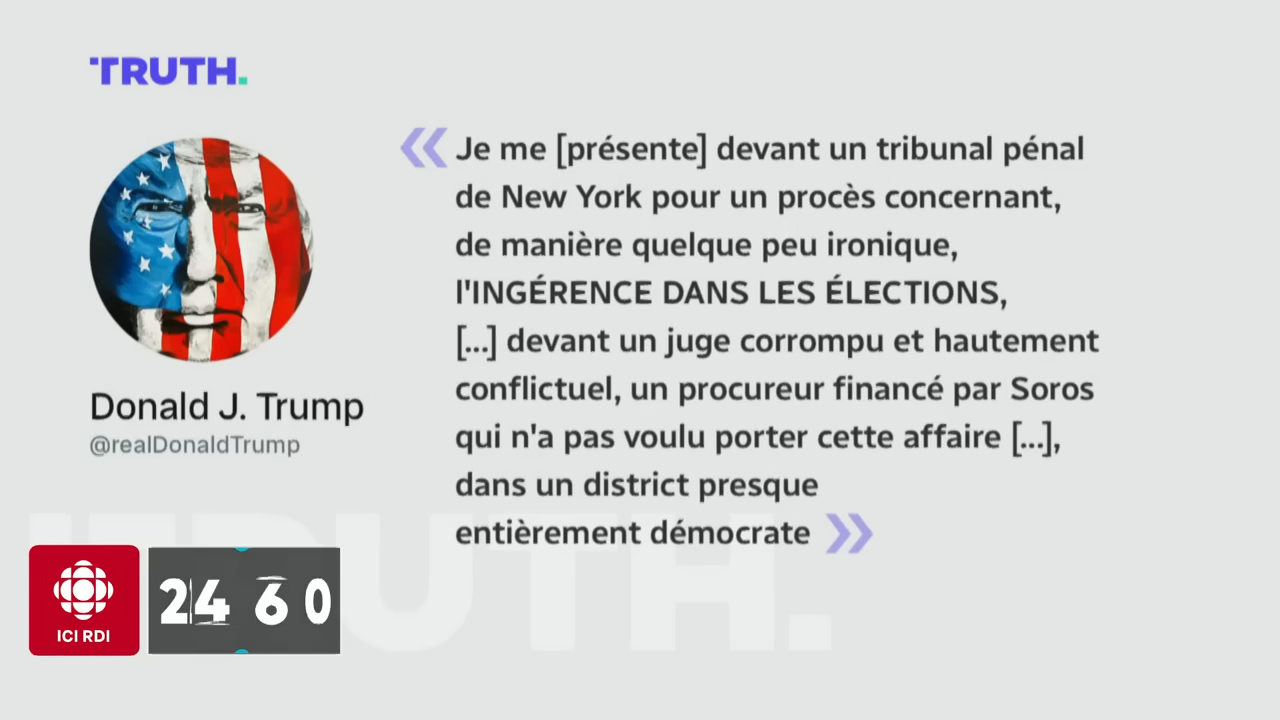 TRUTH.
« Je me [présente] devant un tribunal pénal
de New York pour un procès concernant,
de manière quelque peu ironique,
l'INGÉRENCE DANS LES ÉLECTIONS,
[...] devant un juge corrompu et hautement
conflictuel, un procureur financé par Soros
qui n'a pas voulu porter cette affaire [...],
dans un district presque
entièrement démocrate »
Donald J. Trump
@realDonaldTrump
TRUTH.
ICI RDI
24 60